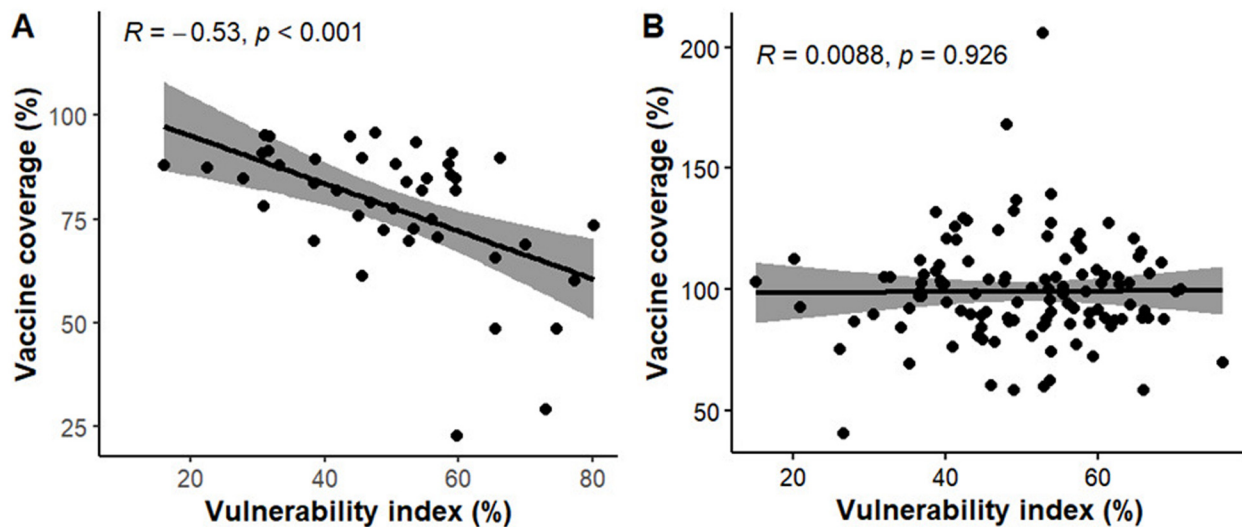 A
R = −0.53, p < 0.001
Vaccine coverage (%)
100
75
50
25
20
40
60
80
Vulnerability index (%)
B
R = 0.0088, p = 0.926
Vaccine coverage (%)
200
150
100
50
20
40
60
Vulnerability index (%)